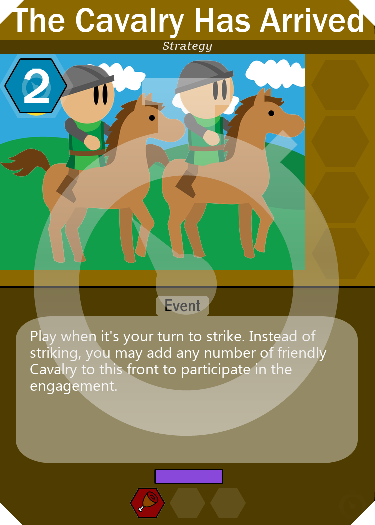 The Cavalry Has Arrived
Strategy
2
Event
Play when it's your turn to strike. Instead of
striking, you may add any number of friendly
Cavalry to this front to participate in the
engagement.